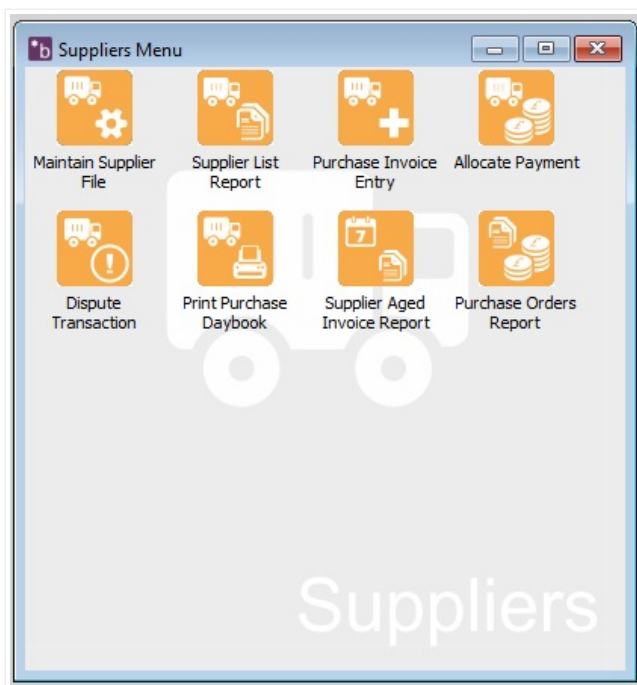 *b Suppliers Menu
Maintain Supplier
File
Supplier List
Report
Purchase Invoice
Entry
Allocate Payment
Dispute
Transaction
Print Purchase
Daybook
7
Supplier Aged
Invoice Report
Purchase Orders
Report
Suppliers